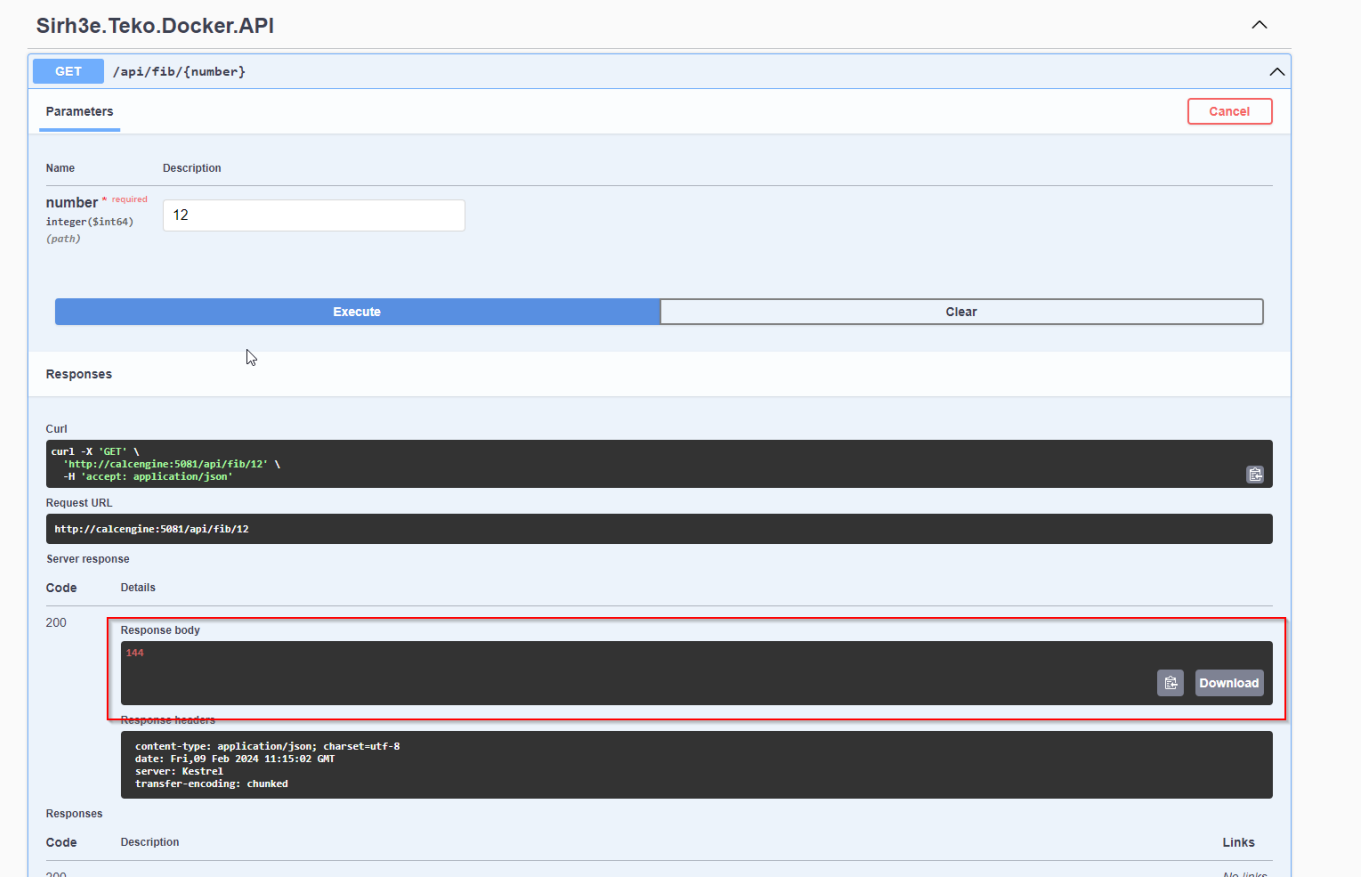 Sirh3e.Teko.Docker.API
GET /api/fib/{number}
Parameters
Cancel
Name Description
number * required
integer($int64)
(path)
12
Execute
Clear
Responses
Curl
curl -X 'GET' \
'http://calcengine:5081/api/fib/12' \
-H 'accept: application/json'
Request URL
http://calcengine:5081/api/fib/12
Server response
Code Details
200
Response body
144
Download
Response headers
content-type: application/json; charset=utf-8
date: Fri,09 Feb 2024 11:15:02 GMT
server: Kestrel
transfer-encoding: chunked
Responses
Code Description Links
200 No links